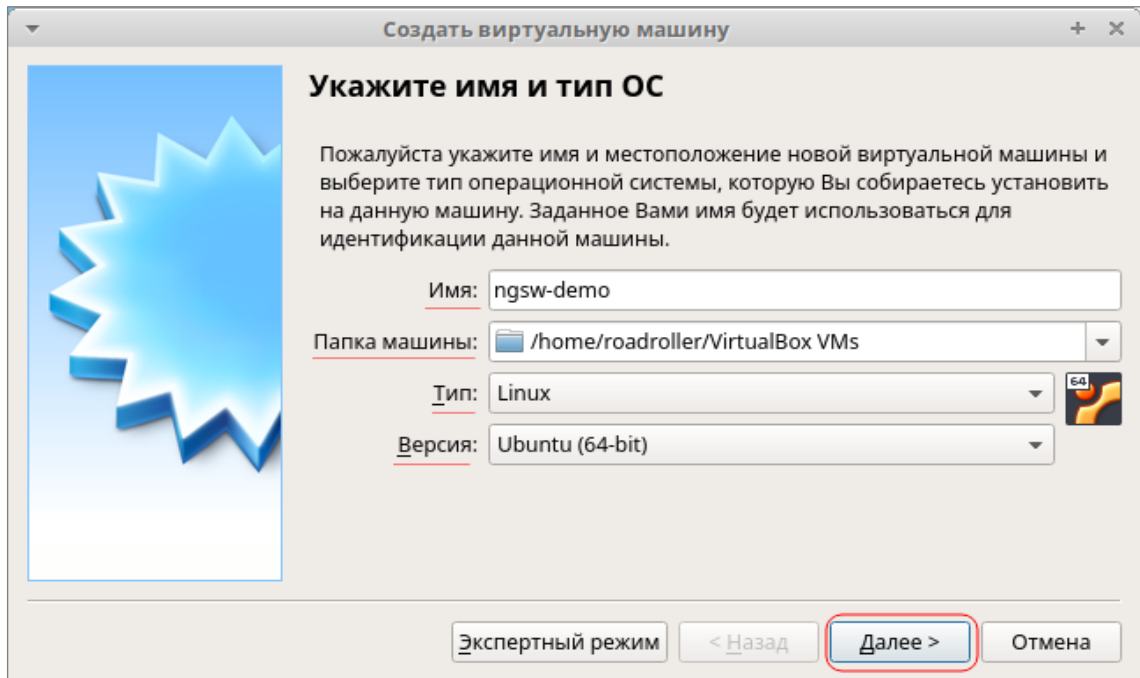 Создать виртуальную машину
Укажите имя и тип ОС
Пожалуйста укажите имя и местоположение новой виртуальной машины и
выберите тип операционной системы, которую Вы собираетесь установить
на данную машину. Заданное Вами имя будет использоваться для
идентификации данной машины.
Имя: ngsw-demo
Папка машины: /home/roadroller/VirtualBox VMs
Тип: Linux
64
Версия: Ubuntu (64-bit)
Экспертный режим < Назад Далее > Отмена